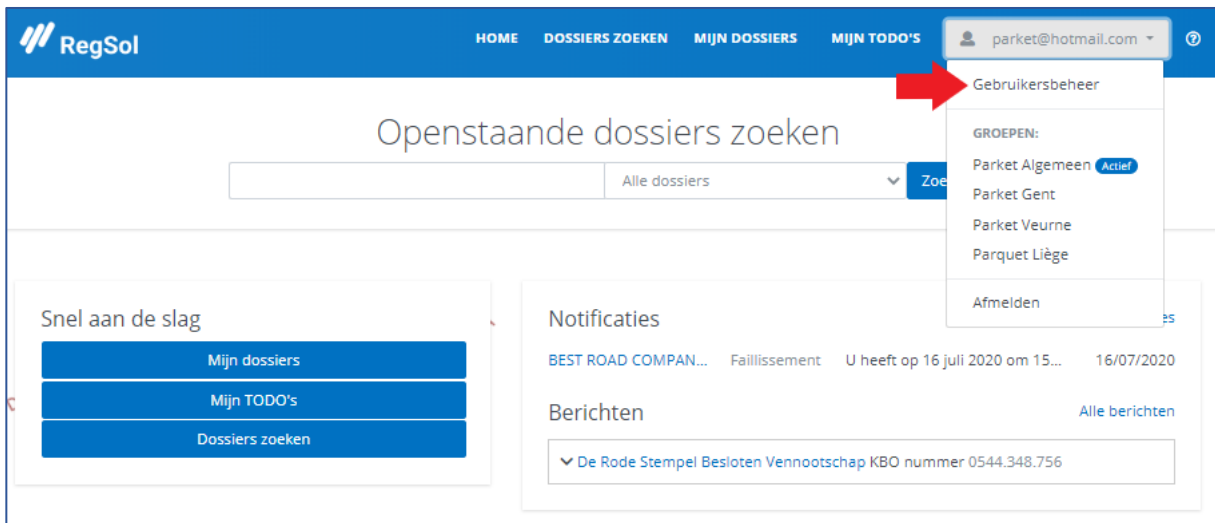 RegSol
HOME DOSSIERS ZOEKEN MIJN DOSSIERS MIJN TODO'S parket@hotmail.com
Gebruikersbeheer
GROEPEN:
Parket Algemeen Actief
Parket Gent
Parket Veurne
Parquet Liège
Afmelden
Openstaande dossiers zoeken
Alle dossiers
Snel aan de slag
Mijn dossiers
Mijn TODO's
Dossiers zoeken
Notificaties
BEST ROAD COMPAN... Faillissement U heeft op 16 juli 2020 om 15... 16/07/2020
Berichten Alle berichten
De Rode Stempel Besloten Vennootschap KBO nummer 0544.348.756